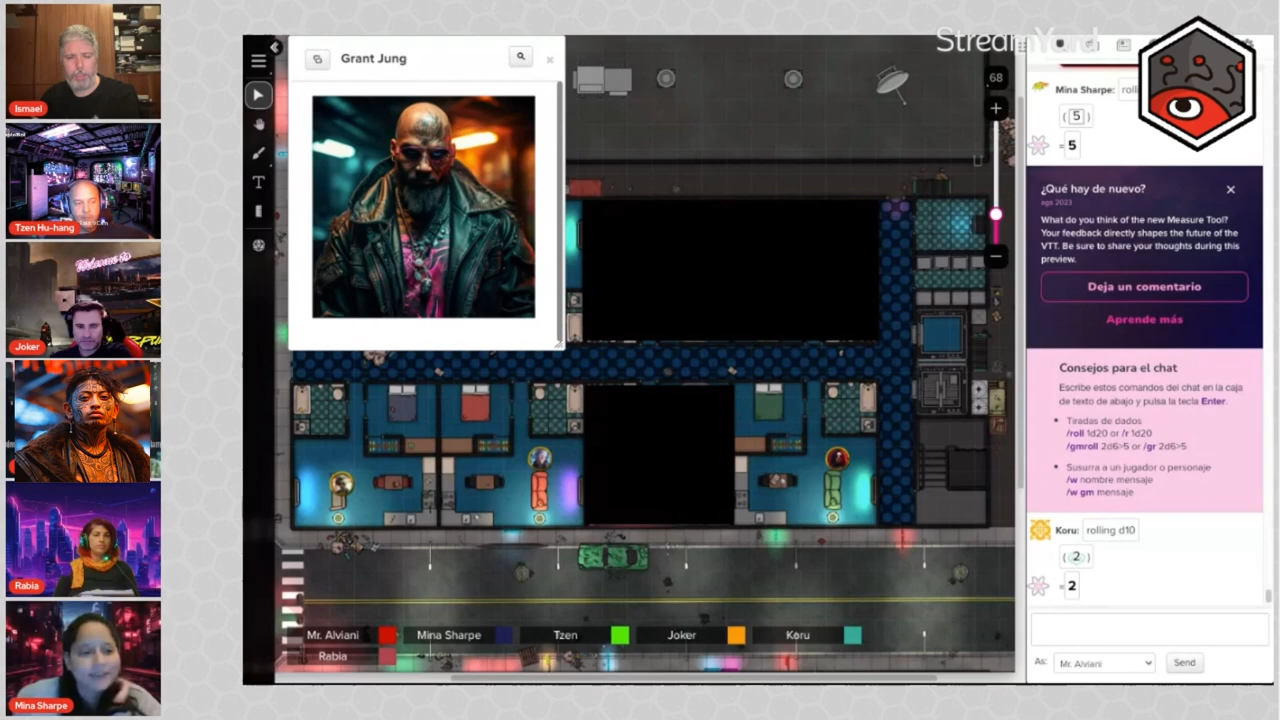 Ismael
Tzen Hu-hang
Welcome to
Joker
Rabia
Mina Sharpe
Grant Jung
×
T
StreamYard
68
+
−
Mr. Alviani
Mina Sharpe
Tzen
Joker
Koru
Rabia
Mina Sharpe:
(5)
= 5
¿Qué hay de nuevo?
ago 2023
What do you think of the new Measure Tool?
Your feedback directly shapes the future of the
VTT. Be sure to share your thoughts during this
preview.
Deja un comentario
Aprende más
Consejos para el chat
Escribe estos comandos del chat en la caja
de texto de abajo y pulsa la tecla Enter.
• Tiradas de dados
/roll 1d20 or /r 1d20
/gmroll 2d6>5 or /gr 2d6>5
• Susurra a un jugador o personaje
/w nombre mensaje
/w gm mensaje
Koru: rolling d10
(2)
= 2
As: Mr. Alviani Send